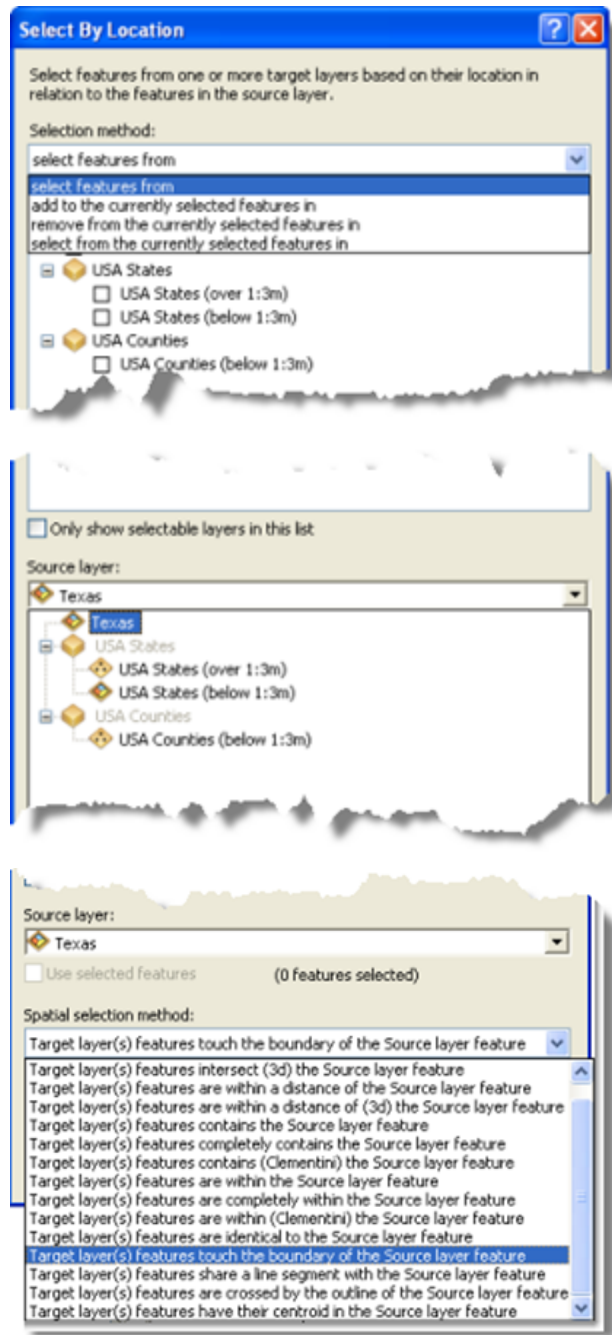 Select By Location
Select features from one or more target layers based on their location in
relation to the features in the source layer.
Selection method:
select features from
select features from
add to the currently selected features in
remove from the currently selected features in
select from the currently selected features in
USA States
USA States (over 1:3m)
USA States (below 1:3m)
USA Counties
USA Counties (below 1:3m)
Only show selectable layers in this list
Source layer:
Texas
Texas
USA States
USA States (over 1:3m)
USA States (below 1:3m)
USA Counties
USA Counties (below 1:3m)
Source layer:
Texas
Use selected features (0 features selected)
Spatial selection method:
Target layer(s) features touch the boundary of the Source layer feature
Target layer(s) features intersect (3d) the Source layer feature
Target layer(s) features are within a distance of the Source layer feature
Target layer(s) features are within a distance of (3d) the Source layer feature
Target layer(s) features contains the Source layer feature
Target layer(s) features completely contains the Source layer feature
Target layer(s) features contains (Clementini) the Source layer feature
Target layer(s) features are within the Source layer feature
Target layer(s) features are completely within the Source layer feature
Target layer(s) features are within (Clementini) the Source layer feature
Target layer(s) features are identical to the Source layer feature
Target layer(s) features touch the boundary of the Source layer feature
Target layer(s) features share a line segment with the Source layer feature
Target layer(s) features are crossed by the outline of the Source layer feature
Target layer(s) features have their centroid in the Source layer feature